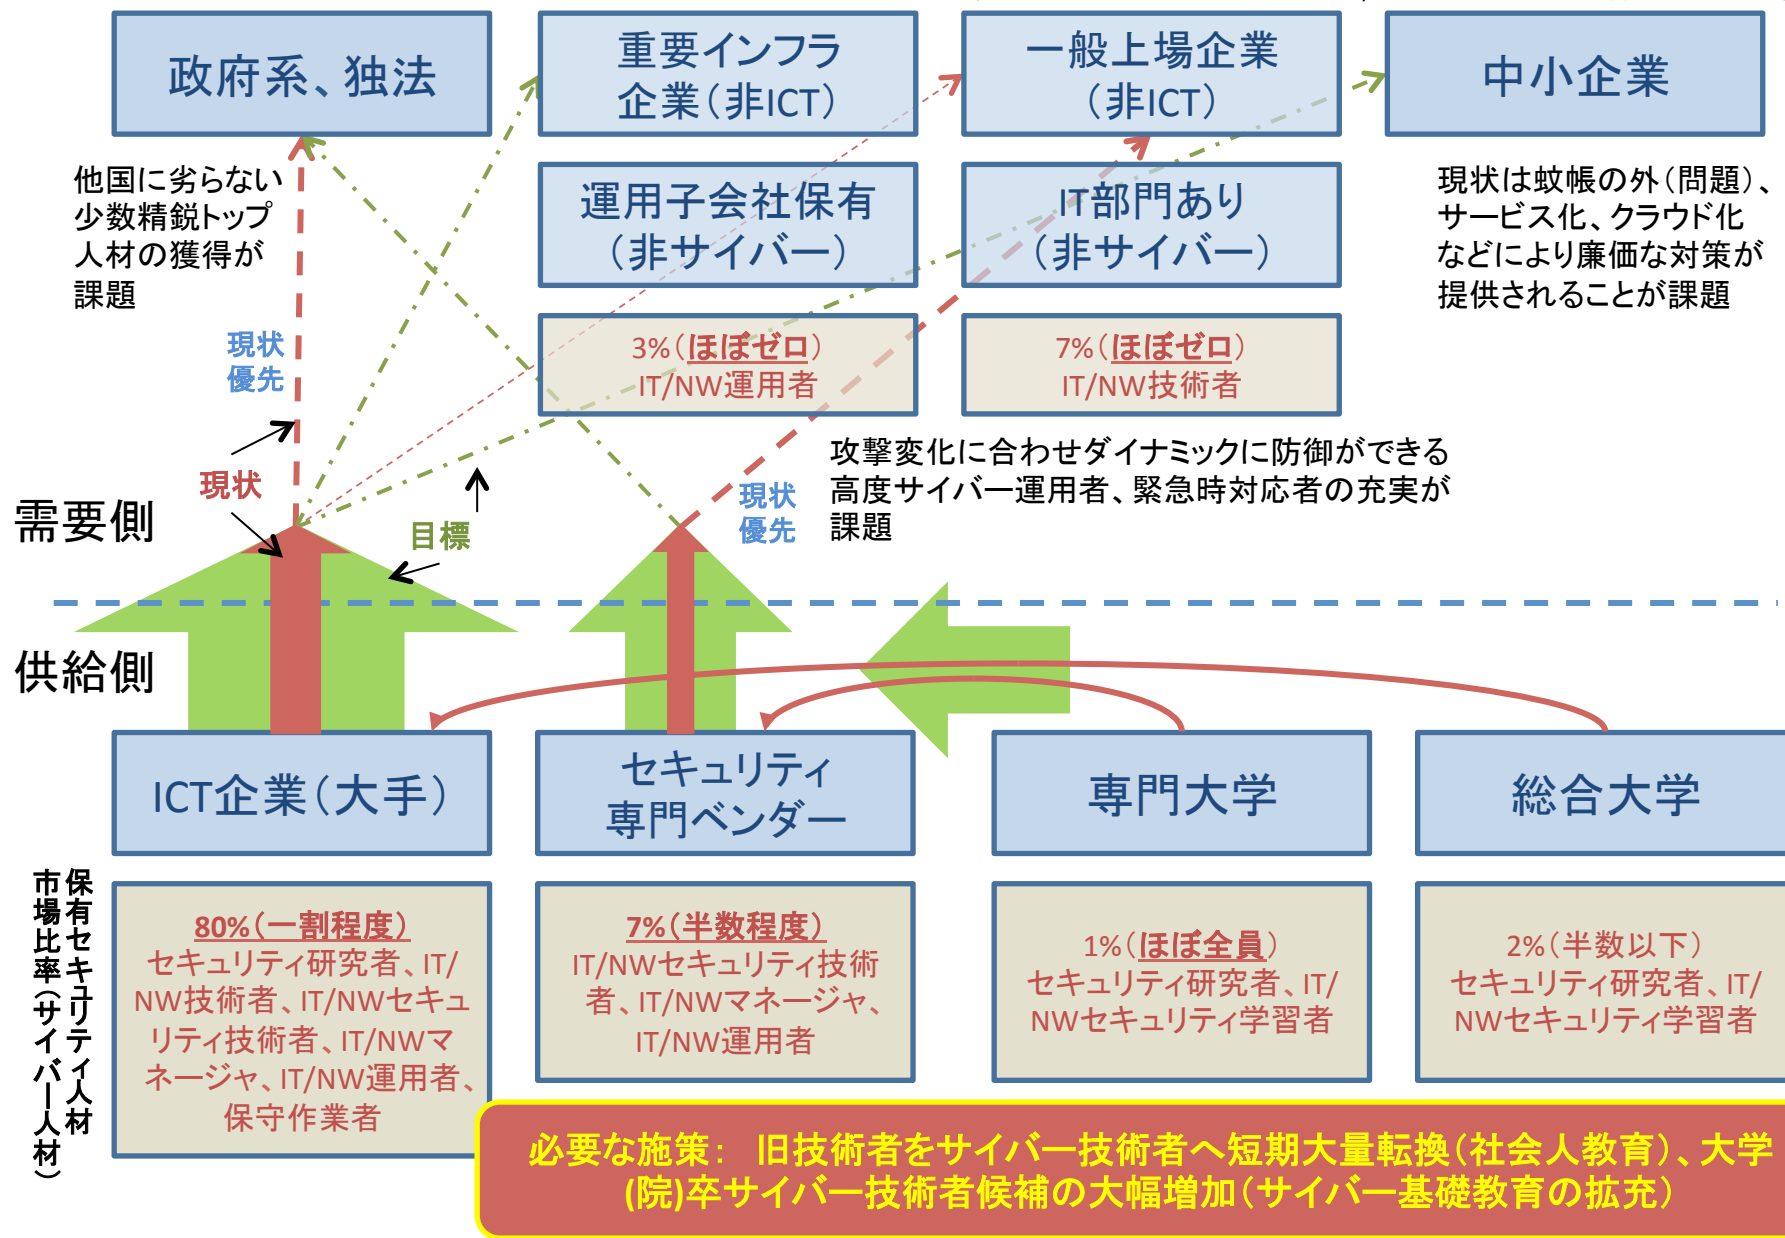 政府系、独法
重要インフラ
企業（非ICT）
一般上場企業
（非ICT）
中小企業
他国に劣らない
少数精鋭トップ
人材の獲得が
課題
運用子会社保有
（非サイバー）
IT部門あり
（非サイバー）
現状は蚊帳の外（問題）、
サービス化、クラウド化
などにより廉価な対策が
提供されることが課題
現状
優先
3%（ほぼゼロ）
IT/NW運用者
7%（ほぼゼロ）
IT/NW技術者
攻撃変化に合わせダイナミックに防御ができる
高度サイバー運用者、緊急時対応者の充実が
課題
現状
現状
優先
需要側
目標
供給側
ICT企業（大手）
セキュリティ
専門ベンダー
専門大学
総合大学
保有セキュリティ人材
市場比率（サイバー人材）
80%（一割程度）
セキュリティ研究者、IT/
NW技術者、IT/NWセキュ
リティ技術者、IT/NWマ
ネージャ、IT/NW運用者、
保守作業者
7%（半数程度）
IT/NWセキュリティ技術
者、IT/NWマネージャ、
IT/NW運用者
1%（ほぼ全員）
セキュリティ研究者、IT/
NWセキュリティ学習者
2%（半数以下）
セキュリティ研究者、IT/
NWセキュリティ学習者
必要な施策：　旧技術者をサイバー技術者へ短期大量転換（社会人教育）、大学
(院)卒サイバー技術者候補の大幅増加（サイバー基礎教育の拡充）